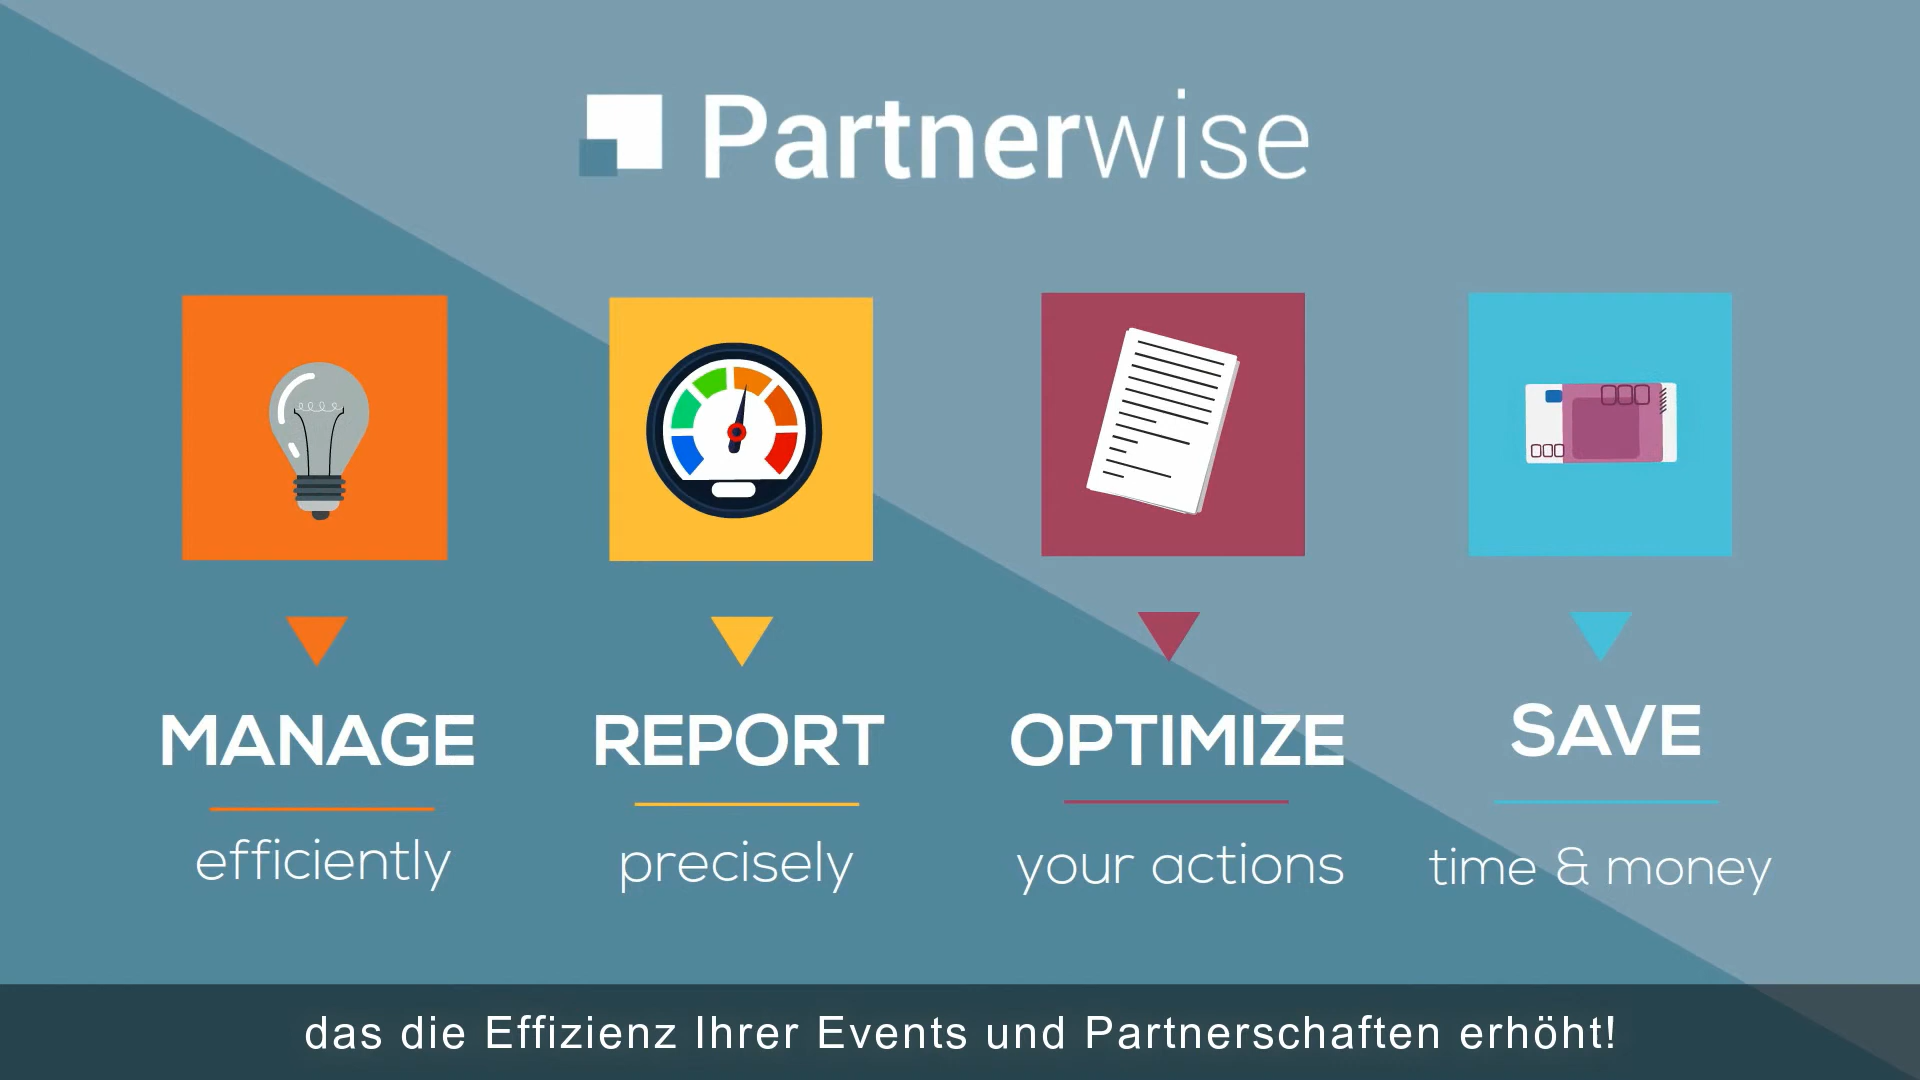 Partnerwise
MANAGE
efficiently
REPORT
precisely
OPTIMIZE
your actions
SAVE
time & money
das die Effizienz Ihrer Events und Partnerschaften erhöht!